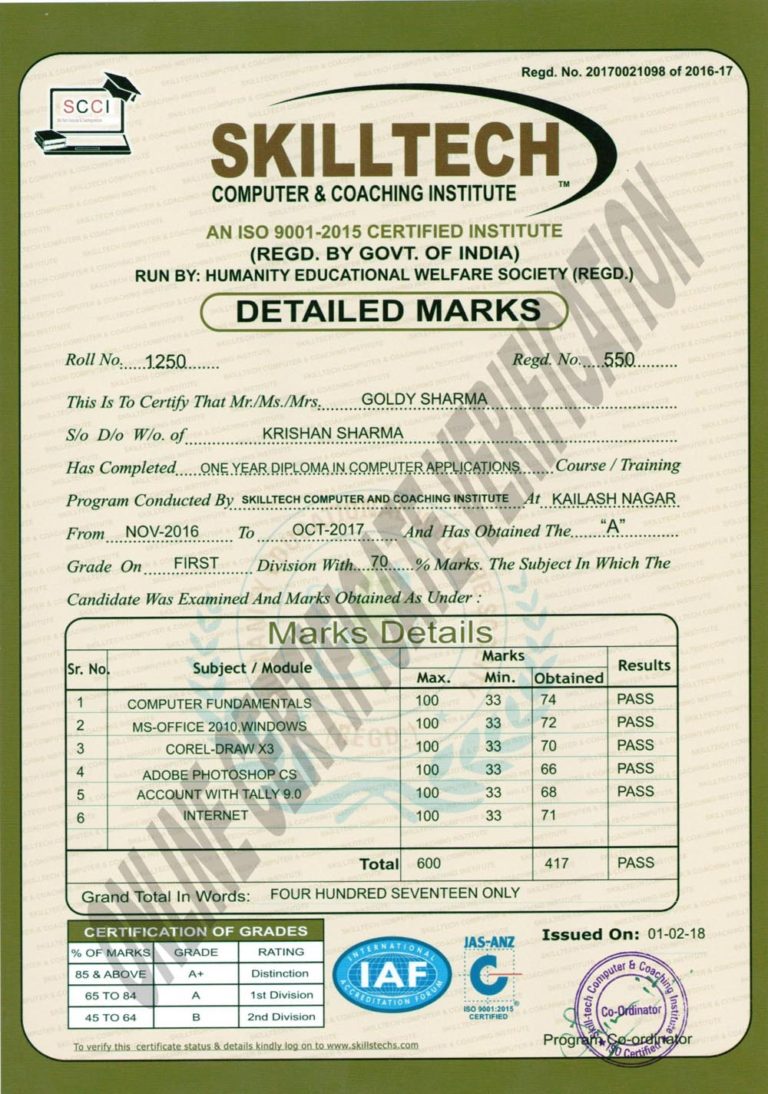 Regd. No. 20170021098 of 2016-17
SCCI
SKILLTECH
COMPUTER & COACHING INSTITUTE TM
AN ISO 9001-2015 CERTIFIED INSTITUTE
(REGD. BY GOVT. OF INDIA)
RUN BY: HUMANITY EDUCATIONAL WELFARE SOCIETY (REGD.)
DETAILED MARKS
Roll No. 1250 Regd. No. 550
This Is To Certify That Mr./Ms./Mrs. GOLDY SHARMA
S/o D/o W/o. of KRISHAN SHARMA
Has Completed ONE YEAR DIPLOMA IN COMPUTER APPLICATIONS Course / Training
Program Conducted By SKILLTECH COMPUTER AND COACHING INSTITUTE At KAILASH NAGAR
From NOV-2016 To OCT-2017 And Has Obtained The "A"
Grade On FIRST Division With 70 % Marks. The Subject In Which The
Candidate Was Examined And Marks Obtained As Under :
Marks Details
Sr. No. Subject / Module Marks Results
Max. Min. Obtained
1 COMPUTER FUNDAMENTALS 100 33 74 PASS
2 MS-OFFICE 2010,WINDOWS 100 33 72 PASS
3 COREL-DRAW X3 100 33 70 PASS
4 ADOBE PHOTOSHOP CS 100 33 66 PASS
5 ACCOUNT WITH TALLY 9.0 100 33 68 PASS
6 INTERNET 100 33 71
Total 600 417 PASS
Grand Total In Words: FOUR HUNDRED SEVENTEEN ONLY
ONLINE CERTIFICATE VERIFICATION
CERTIFICATION OF GRADES
% OF MARKS GRADE RATING
85 & ABOVE A+ Distinction
65 TO 84 A 1st Division
45 TO 64 B 2nd Division
INTERNATIONAL
IAF
ACCREDITATION FORUM
JAS-ANZ
ISO 9001:2015
CERTIFIED
Issued On: 01-02-18
Skill-tech Computer & Coaching Institute
Co-Ordinator
ISO Certified
Program Co-ordinator
To verify this certificate status & details kindly log on to www.skillstechs.com